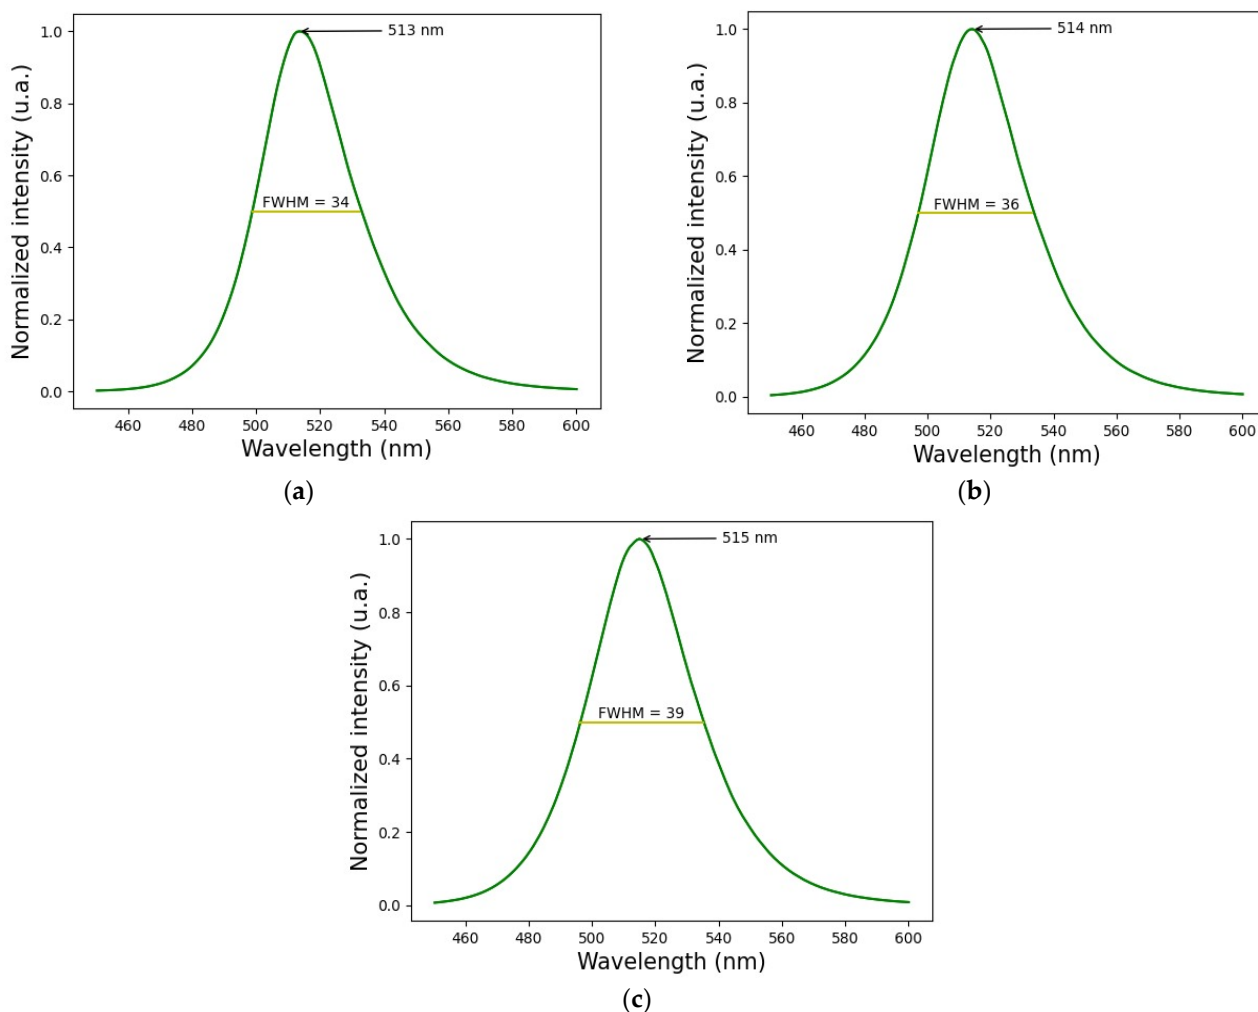 513 nm
FWHM = 34
Normalized intensity (u.a.)
1.0
0.8
0.6
0.4
0.2
0.0
460 480 500 520 540 560 580 600
Wavelength (nm)
(a)
514 nm
FWHM = 36
Normalized intensity (u.a.)
1.0
0.8
0.6
0.4
0.2
0.0
460 480 500 520 540 560 580 600
Wavelength (nm)
(b)
515 nm
FWHM = 39
Normalized intensity (u.a.)
1.0
0.8
0.6
0.4
0.2
0.0
460 480 500 520 540 560 580 600
Wavelength (nm)
(c)